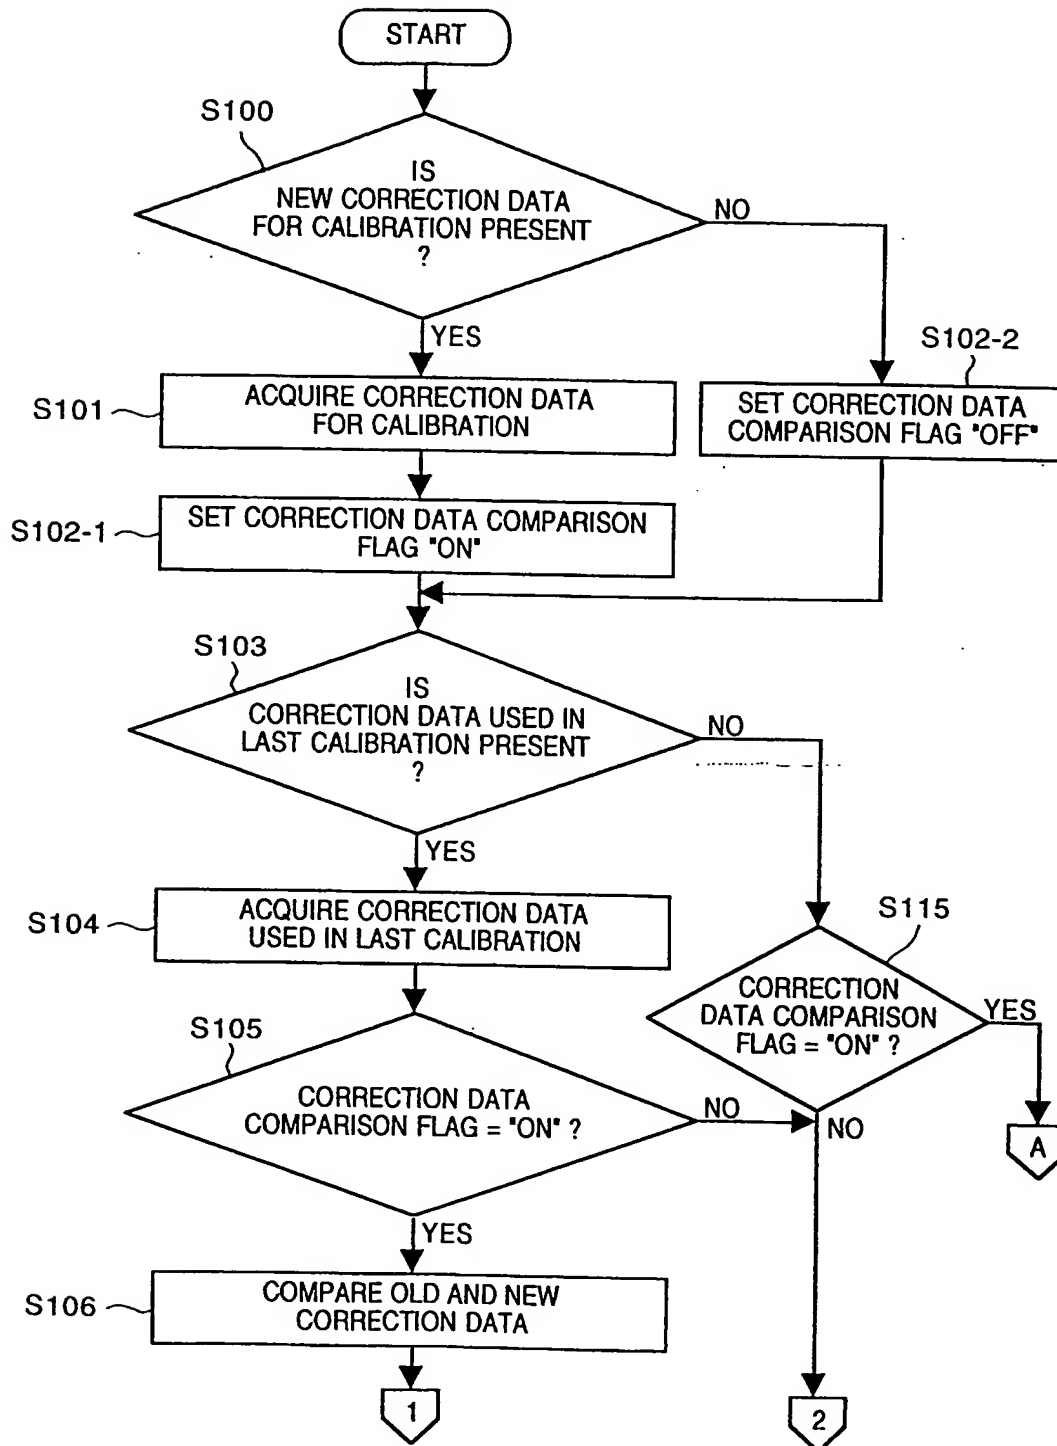 START
S100
IS
NEW CORRECTION DATA
FOR CALIBRATION PRESENT
?
NO
YES
S102-2
S101
ACQUIRE CORRECTION DATA
FOR CALIBRATION
SET CORRECTION DATA
COMPARISON FLAG "OFF"
S102-1
SET CORRECTION DATA COMPARISON
FLAG "ON"
S103
IS
CORRECTION DATA USED IN
LAST CALIBRATION PRESENT
?
NO
YES
S104
ACQUIRE CORRECTION DATA
USED IN LAST CALIBRATION
S115
CORRECTION
DATA COMPARISON
FLAG = "ON" ?
YES
NO
A
S105
CORRECTION DATA
COMPARISON FLAG = "ON" ?
NO
YES
S106
COMPARE OLD AND NEW
CORRECTION DATA
1
2